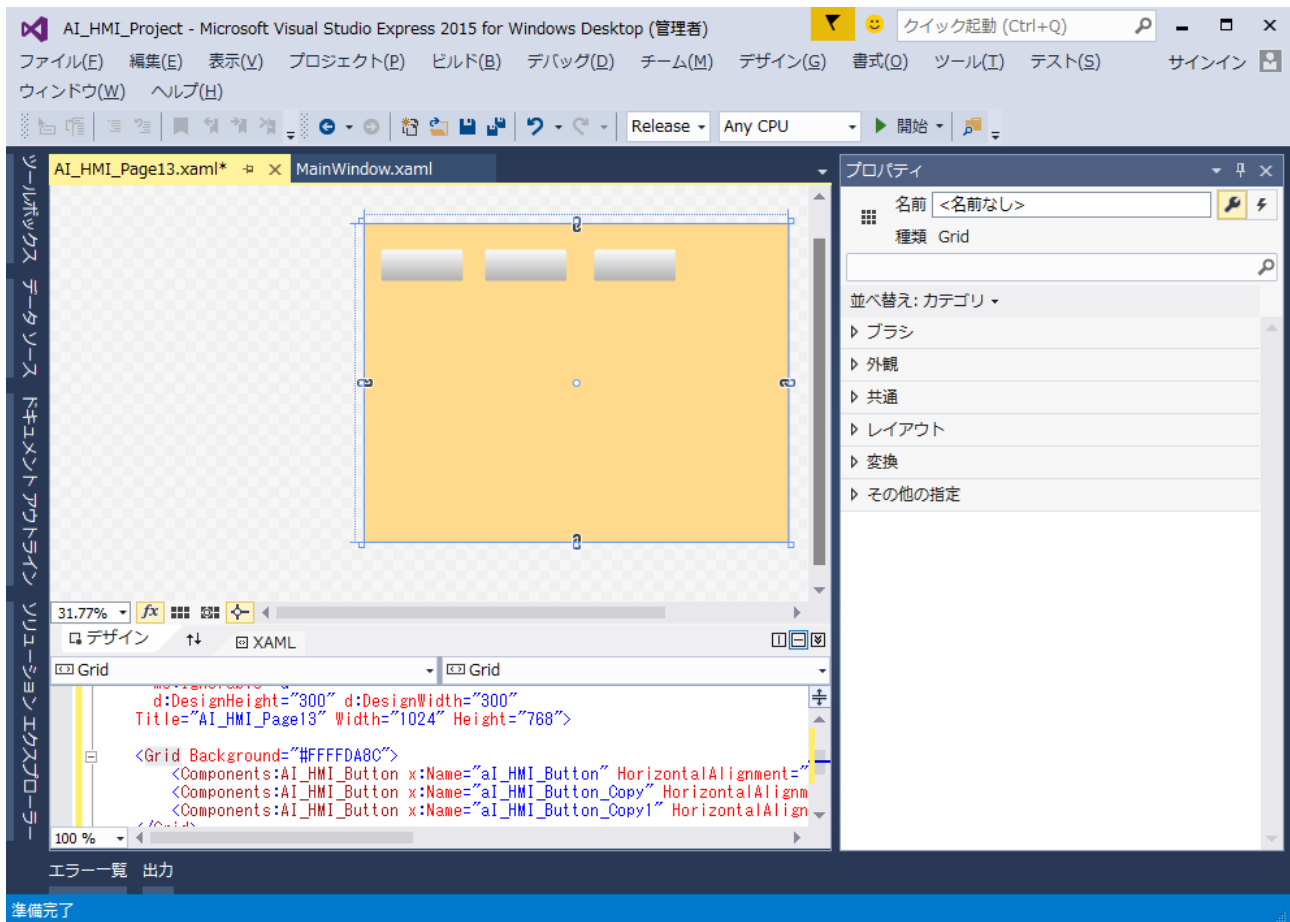 AI_HMI_Project - Microsoft Visual Studio Express 2015 for Windows Desktop (管理者)
クイック起動 (Ctrl+Q)
ファイル(F) 編集(E) 表示(V) プロジェクト(P) ビルド(B) デバッグ(D) チーム(M) デザイン(G) 書式(O) ツール(T) テスト(S) サインイン
ウィンドウ(W) ヘルプ(H)
Release Any CPU 開始
ツールボックス
データ ソース
ドキュメント アウトライン
ソリューション エクスプローラー
AI_HMI_Page13.xaml* MainWindow.xaml
31.77% fx
デザイン XAML
Grid Grid
d:DesignHeight="300" d:DesignWidth="300"
Title="AI_HMI_Page13" Width="1024" Height="768">
<Grid Background="#FFFFDA8C">
<Components:AI_HMI_Button x:Name="aI_HMI_Button" HorizontalAlignment="
<Components:AI_HMI_Button x:Name="aI_HMI_Button_Copy" HorizontalAlignm
<Components:AI_HMI_Button x:Name="aI_HMI_Button_Copy1" HorizontalAlign
100 %
プロパティ
名前 <名前なし>
種類 Grid
並べ替え: カテゴリ
ブラシ
外観
共通
レイアウト
変換
その他の指定
エラー一覧 出力
準備完了